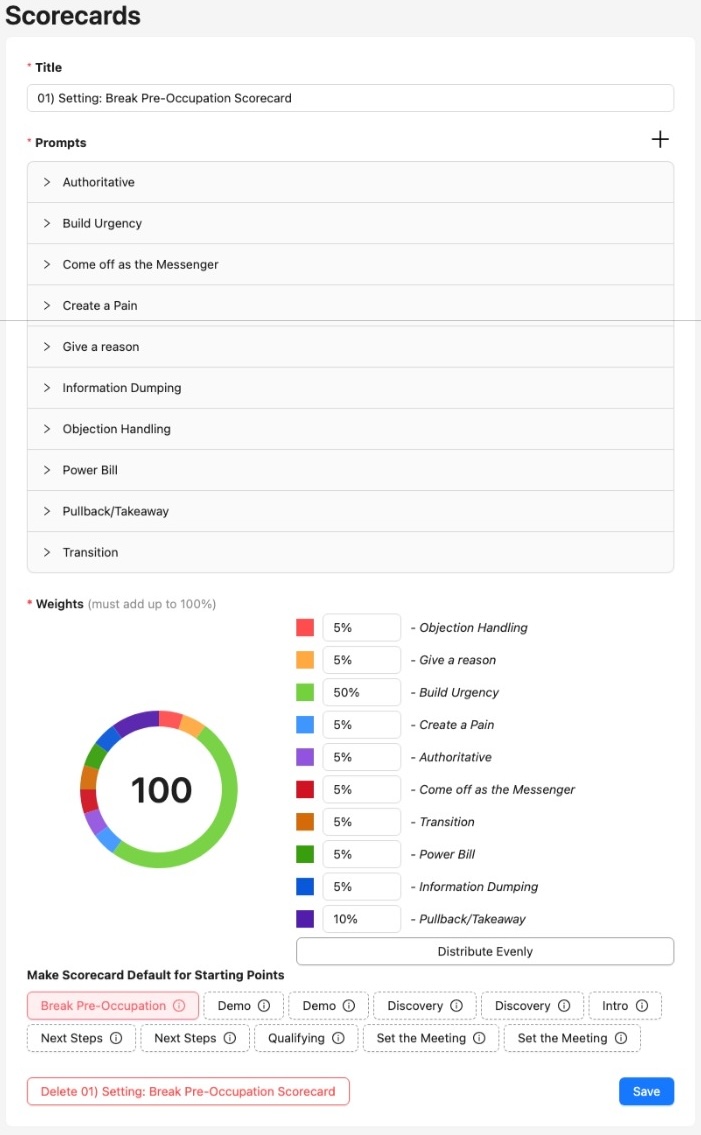 Scorecards
* Title
01) Setting: Break Pre-Occupation Scorecard
* Prompts
Authoritative
Build Urgency
Come off as the Messenger
Create a Pain
Give a reason
Information Dumping
Objection Handling
Power Bill
Pullback/Takeaway
Transition
* Weights (must add up to 100%)
5% - Objection Handling
5% - Give a reason
50% - Build Urgency
5% - Create a Pain
5% - Authoritative
5% - Come off as the Messenger
5% - Transition
5% - Power Bill
5% - Information Dumping
10% - Pullback/Takeaway
100
Distribute Evenly
Make Scorecard Default for Starting Points
Break Pre-Occupation Demo Demo Discovery Discovery Intro
Next Steps Next Steps Qualifying Set the Meeting Set the Meeting
Delete 01) Setting: Break Pre-Occupation Scorecard Save